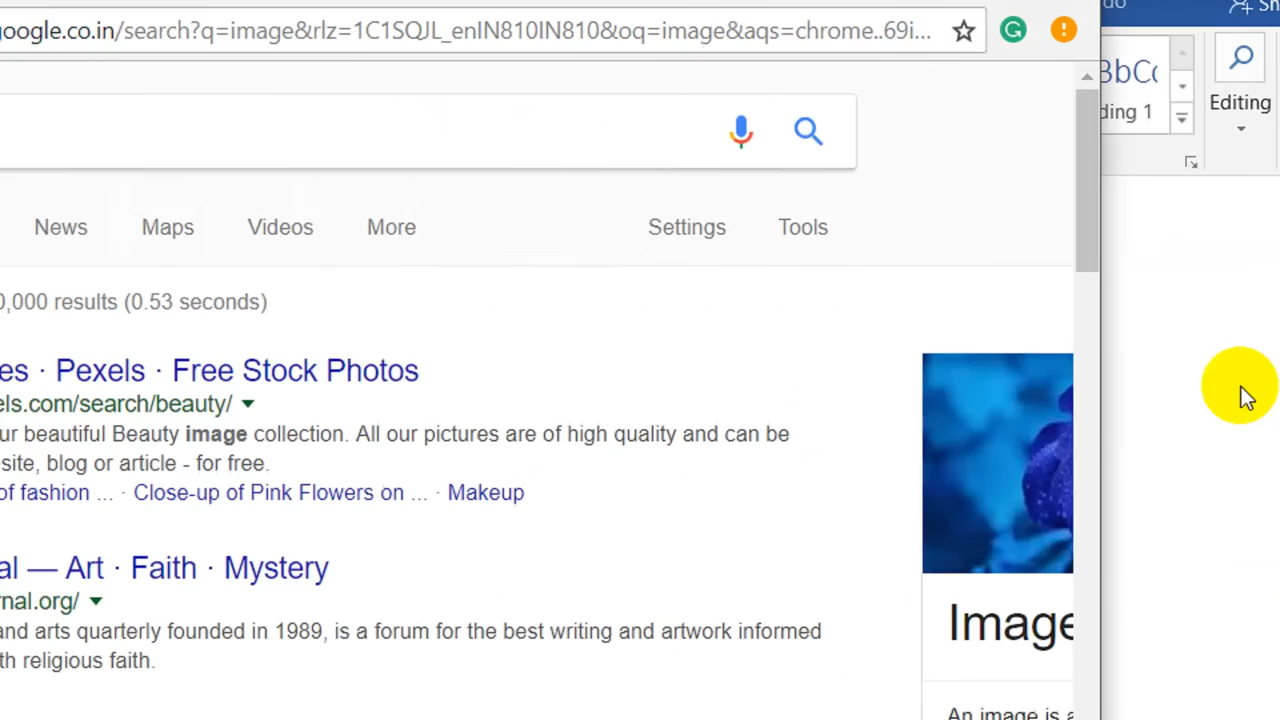 google.co.in/search?q=image&rlz=1C1SQJL_enIN810IN810&oq=image&aqs=chrome..69i...
BbCc
ding 1
Editing
News Maps Videos More Settings Tools
0,000 results (0.53 seconds)
es · Pexels · Free Stock Photos
els.com/search/beauty/
ur beautiful Beauty image collection. All our pictures are of high quality and can be
site, blog or article - for free.
of fashion ... · Close-up of Pink Flowers on ... · Makeup
al — Art · Faith · Mystery
rnal.org/
and arts quarterly founded in 1989, is a forum for the best writing and artwork informed
th religious faith.
Image
An image is a